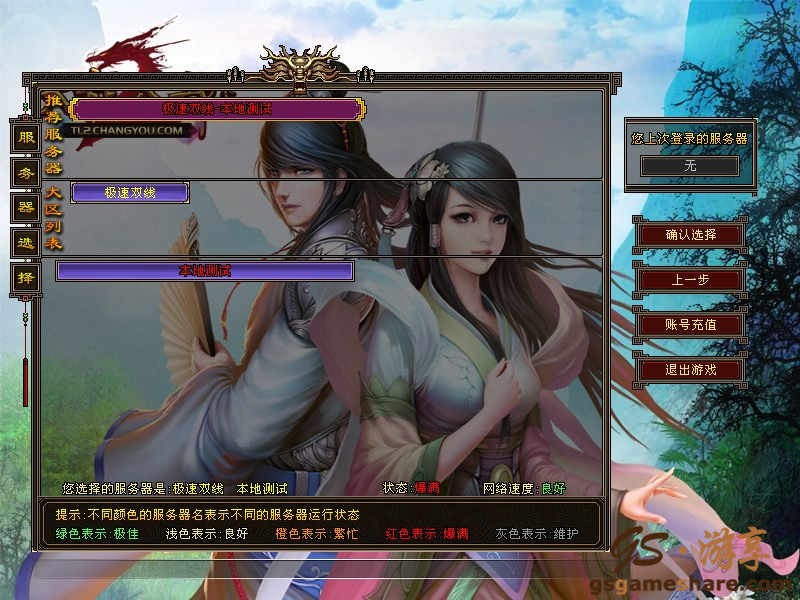 推荐服务器
极速双线-本地测试
TL2.CHANGYOU.COM
服务器选择
大区列表
极速双线
本地测试
您上次登录的服务器
无
确认选择
上一步
账号充值
退出游戏
您选择的服务器是:极速双线 本地测试 状态:爆满 网络速度:良好
提示:不同颜色的服务器名表示不同的服务器运行状态
绿色表示:极佳 浅色表示:良好 橙色表示:繁忙 红色表示:爆满 灰色表示:维护
GS·游享
gsgameshare.com